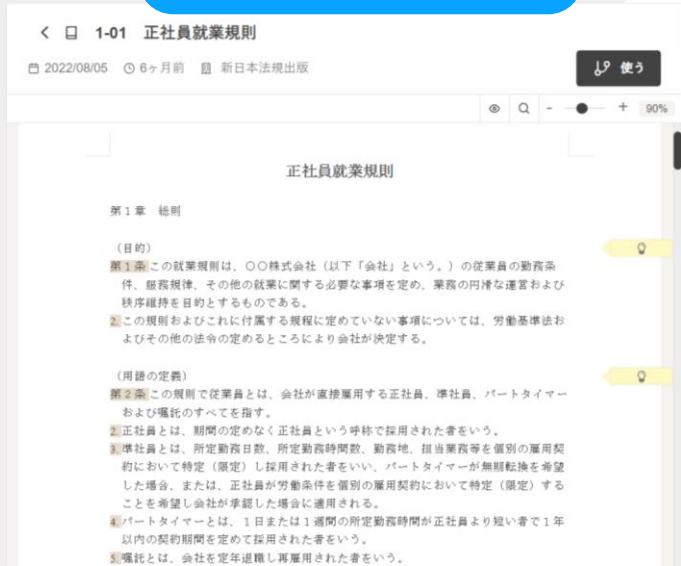 1-01 正社員就業規則
2022/08/05 6ヶ月前 新日本法規出版
使う
- + 90%
正社員就業規則
第1章 総則
(目的)
第1条 この就業規則は、○○株式会社(以下「会社」という。)の従業員の勤務条
件、服務規律、その他の就業に関する必要な事項を定め、業務の円滑な運営および
秩序維持を目的とするものである。
2. この規則およびこれに付属する規程に定めていない事項については、労働基準法お
よびその他の法令の定めるところにより会社が決定する。
(用語の定義)
第2条 この規則で従業員とは、会社が直接雇用する正社員、準社員、パートタイマー
および嘱託のすべてを指す。
2. 正社員とは、期間の定めなく正社員という呼称で採用された者をいう。
3. 準社員とは、所定勤務日数、所定勤務時間数、勤務地、担当業務等を個別の雇用契
約において特定(限定)し採用された者をいい、パートタイマーが無期転換を希望
した場合、または、正社員が労働条件を個別の雇用契約において特定(限定)する
ことを希望し会社が承認した場合に適用される。
4. パートタイマーとは、1日または1週間の所定勤務時間が正社員より短い者で1年
以内の契約期間を定めて採用された者をいう。
5. 嘱託とは、会社を定年退職し再雇用された者をいう。